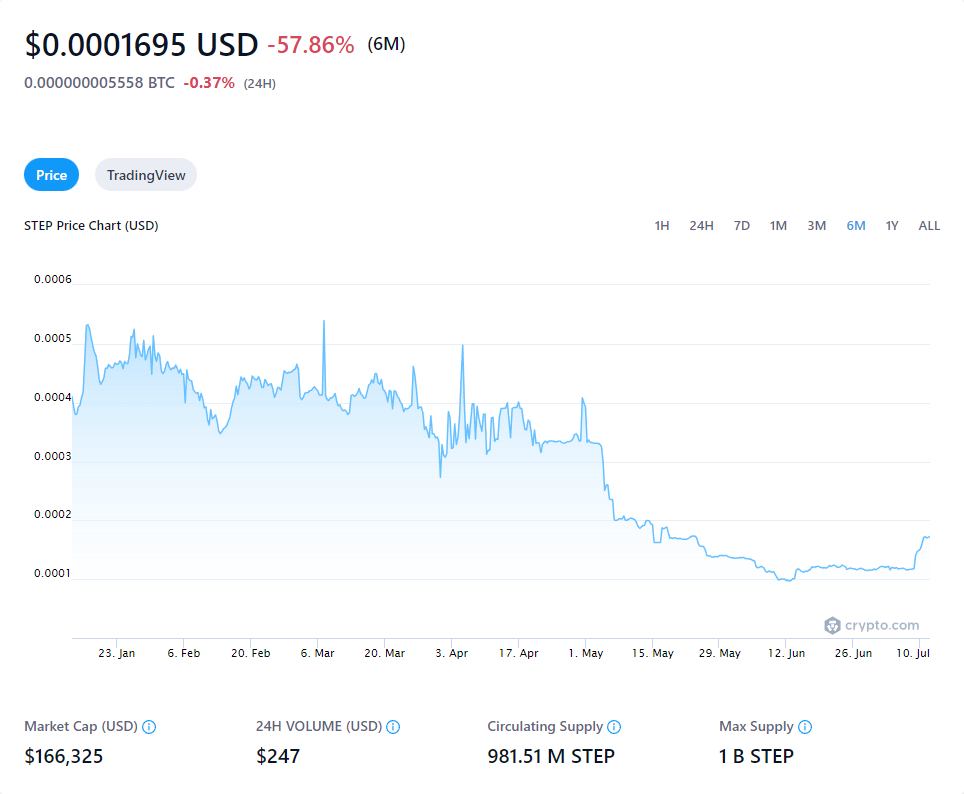 $0.0001695 USD -57.86% (6M)
0.000000005558 BTC -0.37% (24H)
Price TradingView
STEP Price Chart (USD) 1H 24H 7D 1M 3M 6M 1Y ALL
0.0006
0.0005
0.0004
0.0003
0.0002
0.0001
crypto.com
23. Jan 6. Feb 20. Feb 6. Mar 20. Mar 3. Apr 17. Apr 1. May 15. May 29. May 12. Jun 26. Jun 10. Jul
Market Cap (USD) 24H VOLUME (USD) Circulating Supply Max Supply
$166,325 $247 981.51 M STEP 1 B STEP